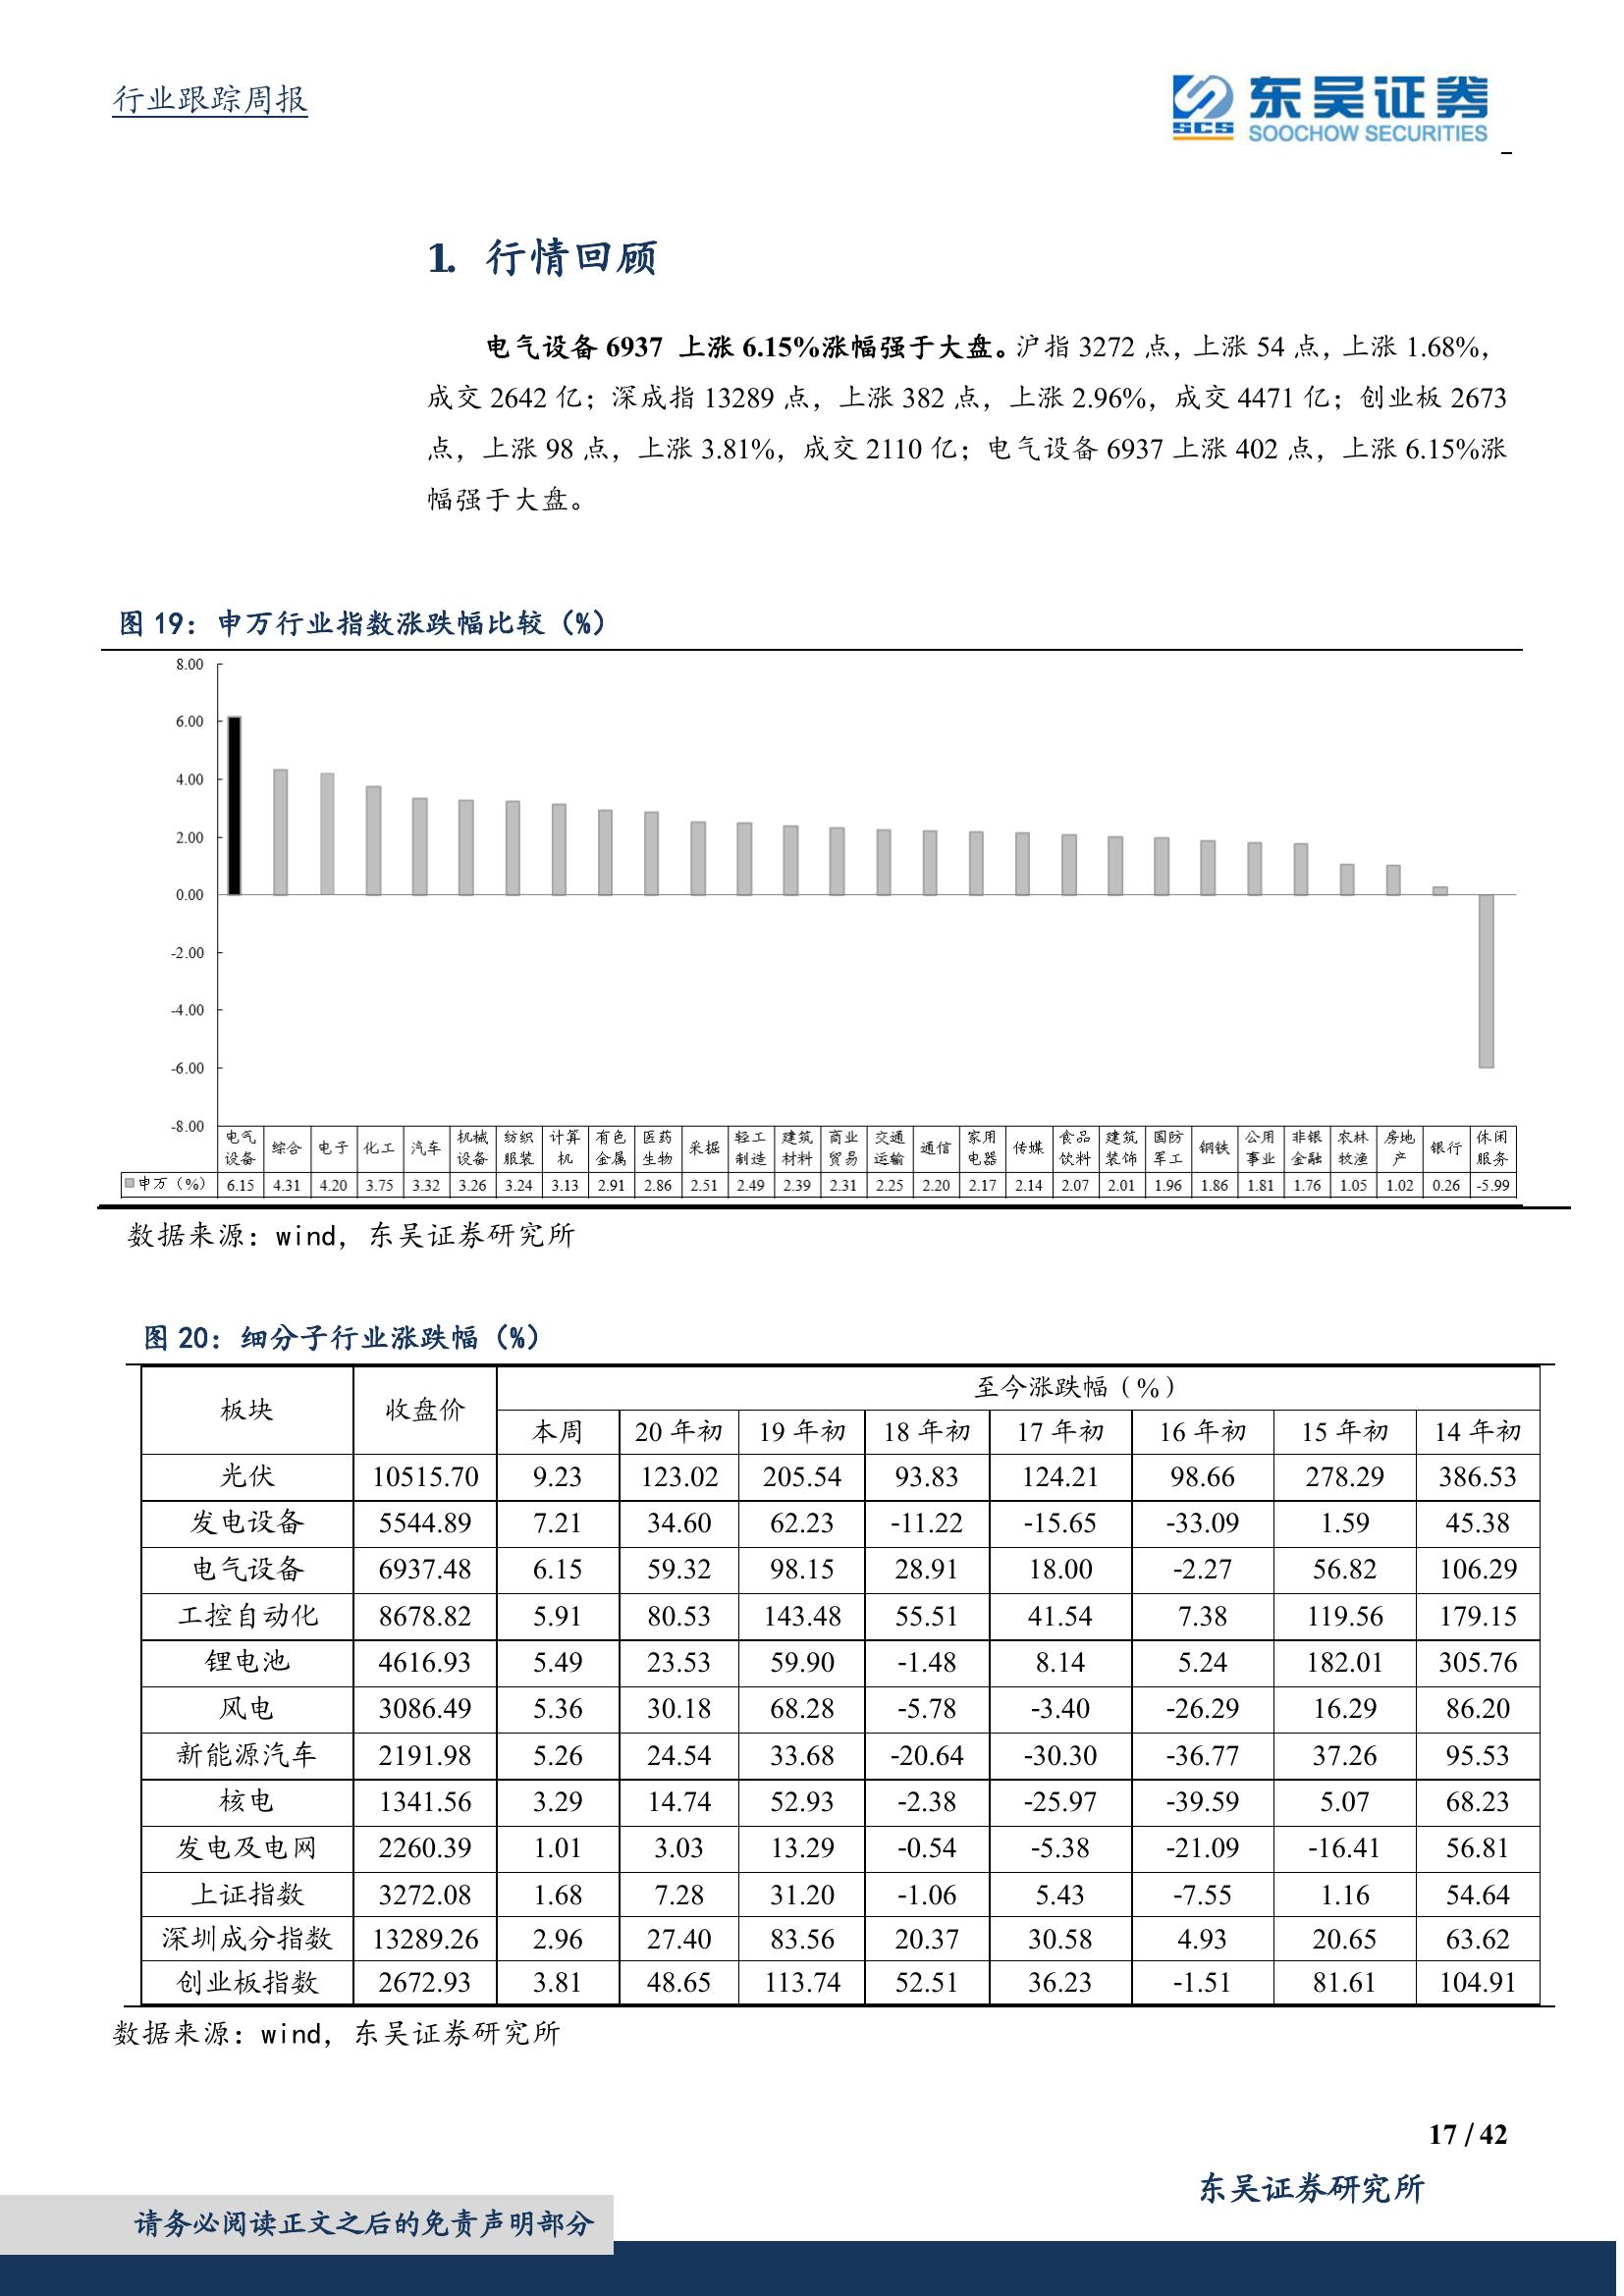 行业跟踪周报
东吴证券
SCS
SOOCHOW SECURITIES
1. 行情回顾
电气设备 6937 上涨 6.15%涨幅强于大盘。沪指 3272 点，上涨 54 点，上涨 1.68%，
成交 2642 亿；深成指 13289 点，上涨 382 点，上涨 2.96%，成交 4471 亿；创业板 2673
点，上涨 98 点，上涨 3.81%，成交 2110 亿；电气设备 6937 上涨 402 点，上涨 6.15%涨
幅强于大盘。
图 19：申万行业指数涨跌幅比较（%）
8.00
6.00
4.00
2.00
0.00
-2.00
-4.00
-6.00
-8.00
电气设备 综合 电子 化工 汽车 机械设备 纺织服装 计算机 有色金属 医药生物 采掘 轻工制造 建筑材料 商业贸易 交通运输 通信 家用电器 传媒 食品饮料 建筑装饰 国防军工 钢铁 公用事业 非银金融 农林牧渔 房地产 银行 休闲服务
申万（%） 6.15 4.31 4.20 3.75 3.32 3.26 3.24 3.13 2.91 2.86 2.51 2.49 2.39 2.31 2.25 2.20 2.17 2.14 2.07 2.01 1.96 1.86 1.81 1.76 1.05 1.02 0.26 -5.99
数据来源：wind，东吴证券研究所
图 20：细分子行业涨跌幅（%）
板块 收盘价 至今涨跌幅（%）
本周 20 年初 19 年初 18 年初 17 年初 16 年初 15 年初 14 年初
光伏 10515.70 9.23 123.02 205.54 93.83 124.21 98.66 278.29 386.53
发电设备 5544.89 7.21 34.60 62.23 -11.22 -15.65 -33.09 1.59 45.38
电气设备 6937.48 6.15 59.32 98.15 28.91 18.00 -2.27 56.82 106.29
工控自动化 8678.82 5.91 80.53 143.48 55.51 41.54 7.38 119.56 179.15
锂电池 4616.93 5.49 23.53 59.90 -1.48 8.14 5.24 182.01 305.76
风电 3086.49 5.36 30.18 68.28 -5.78 -3.40 -26.29 16.29 86.20
新能源汽车 2191.98 5.26 24.54 33.68 -20.64 -30.30 -36.77 37.26 95.53
核电 1341.56 3.29 14.74 52.93 -2.38 -25.97 -39.59 5.07 68.23
发电及电网 2260.39 1.01 3.03 13.29 -0.54 -5.38 -21.09 -16.41 56.81
上证指数 3272.08 1.68 7.28 31.20 -1.06 5.43 -7.55 1.16 54.64
深圳成分指数 13289.26 2.96 27.40 83.56 20.37 30.58 4.93 20.65 63.62
创业板指数 2672.93 3.81 48.65 113.74 52.51 36.23 -1.51 81.61 104.91
数据来源：wind，东吴证券研究所
17 / 42
东吴证券研究所
请务必阅读正文之后的免责声明部分